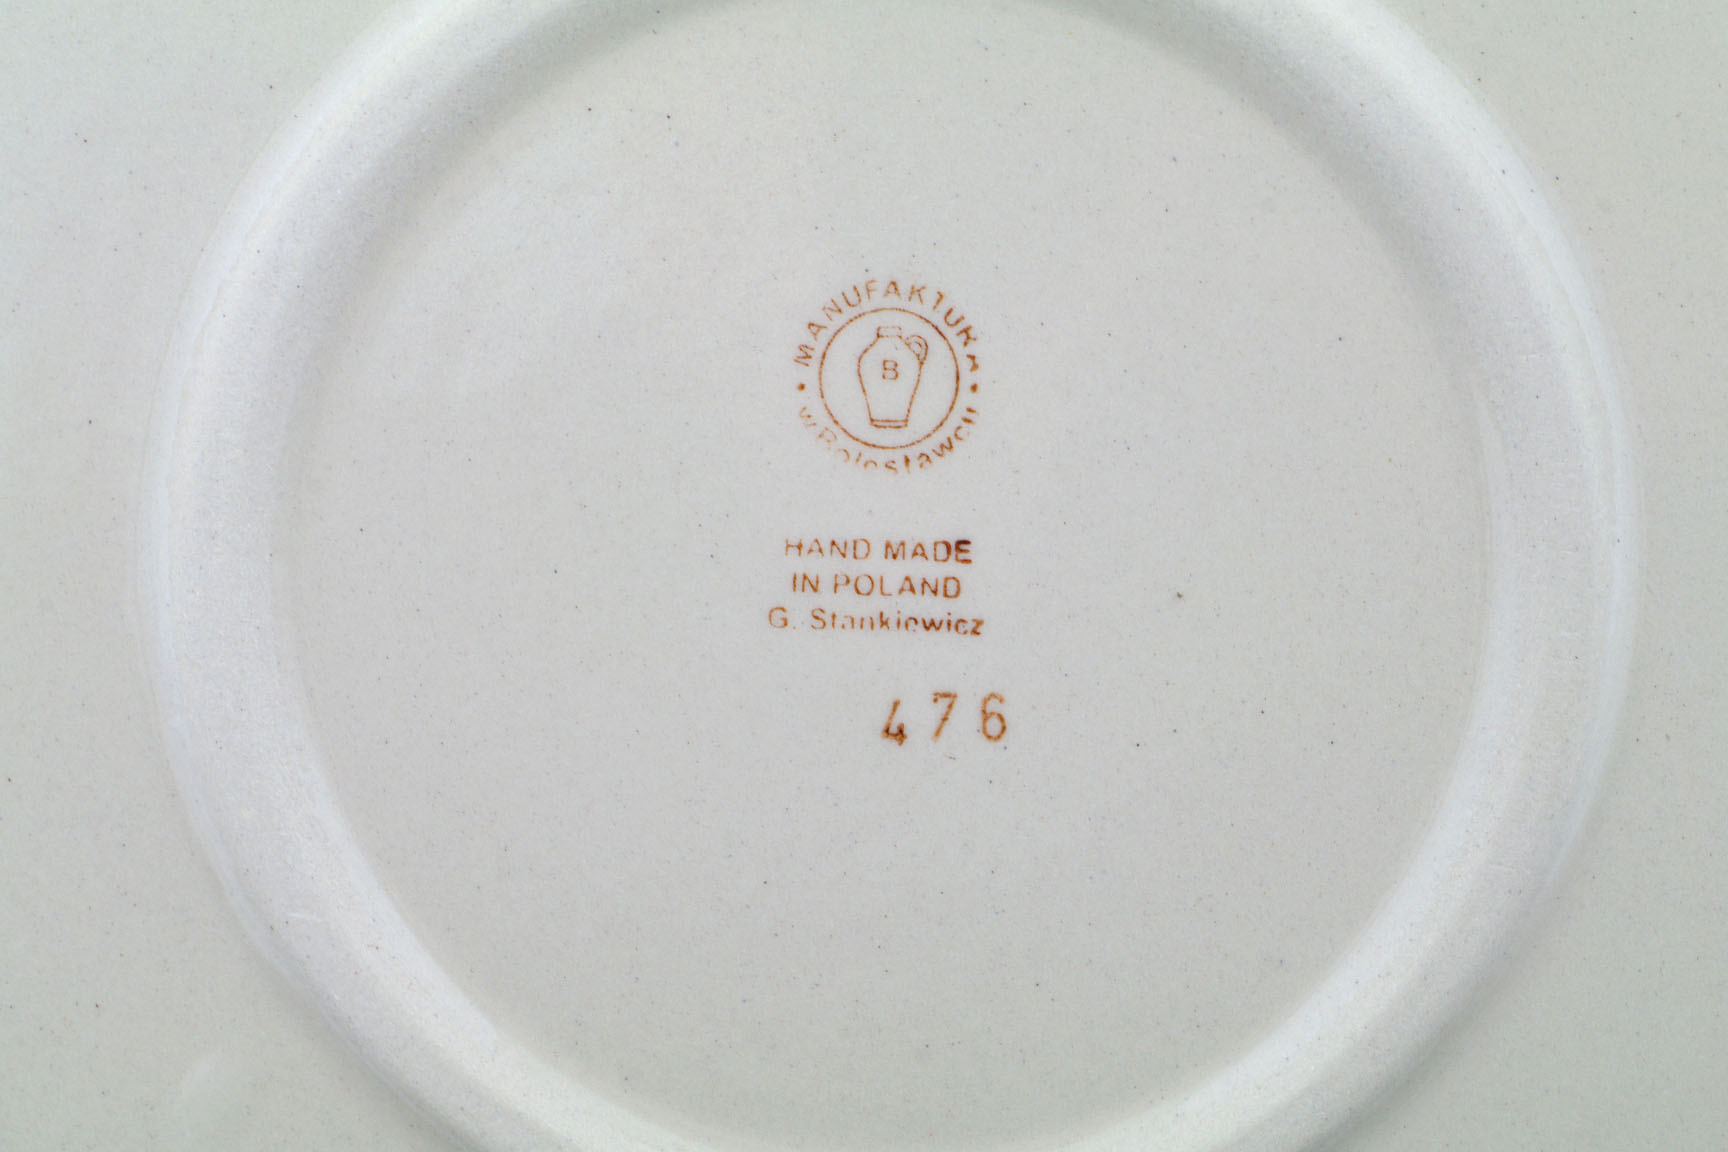 MANUFAKTURA
B
w Bolesławcu
HAND MADE
IN POLAND
G. Stankiewicz
476